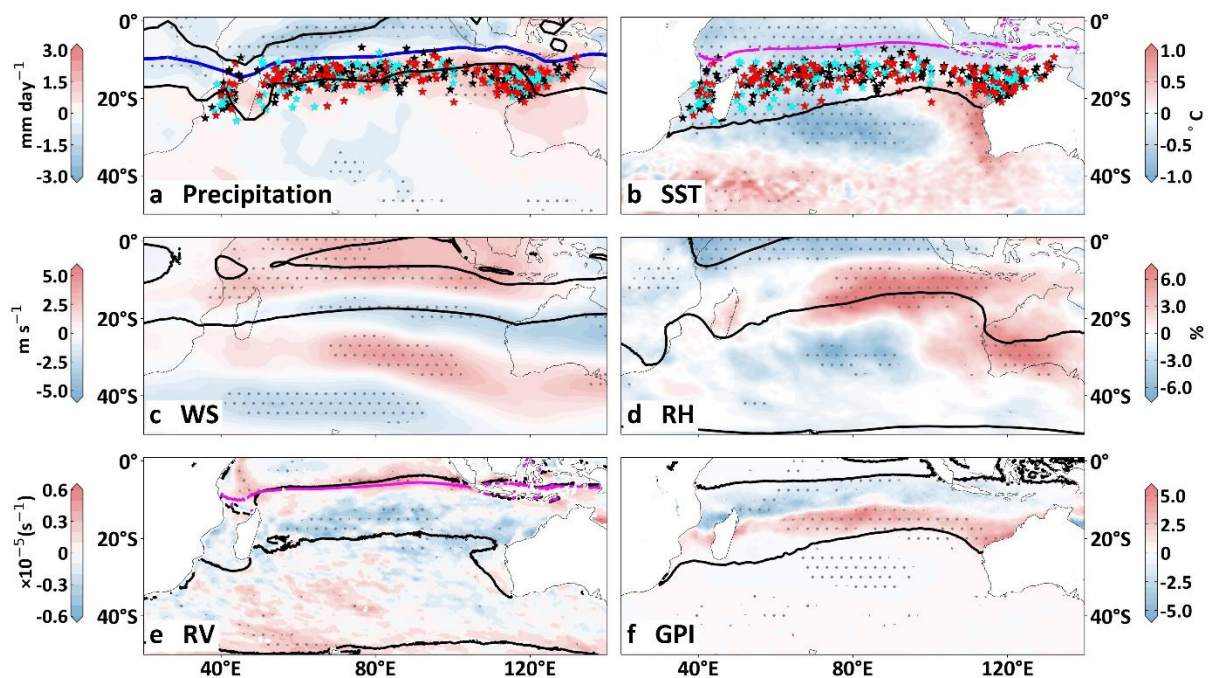 3.0
1.5
0
-1.5
-3.0
mm day⁻¹
0°
20°S
40°S
a Precipitation
0°
20°S
40°S
b SST
1.0
0.5
0
-0.5
-1.0
°C
5.0
2.5
0
-2.5
-5.0
m s⁻¹
0°
20°S
40°S
c WS
0°
20°S
40°S
d RH
6.0
3.0
0
-3.0
-6.0
%
0.6
0.3
0
-0.3
-0.6
×10⁻⁵(s⁻¹)
0°
20°S
40°S
e RV
40°E
80°E
120°E
0°
20°S
40°S
f GPI
40°E
80°E
120°E
5.0
2.5
0
-2.5
-5.0